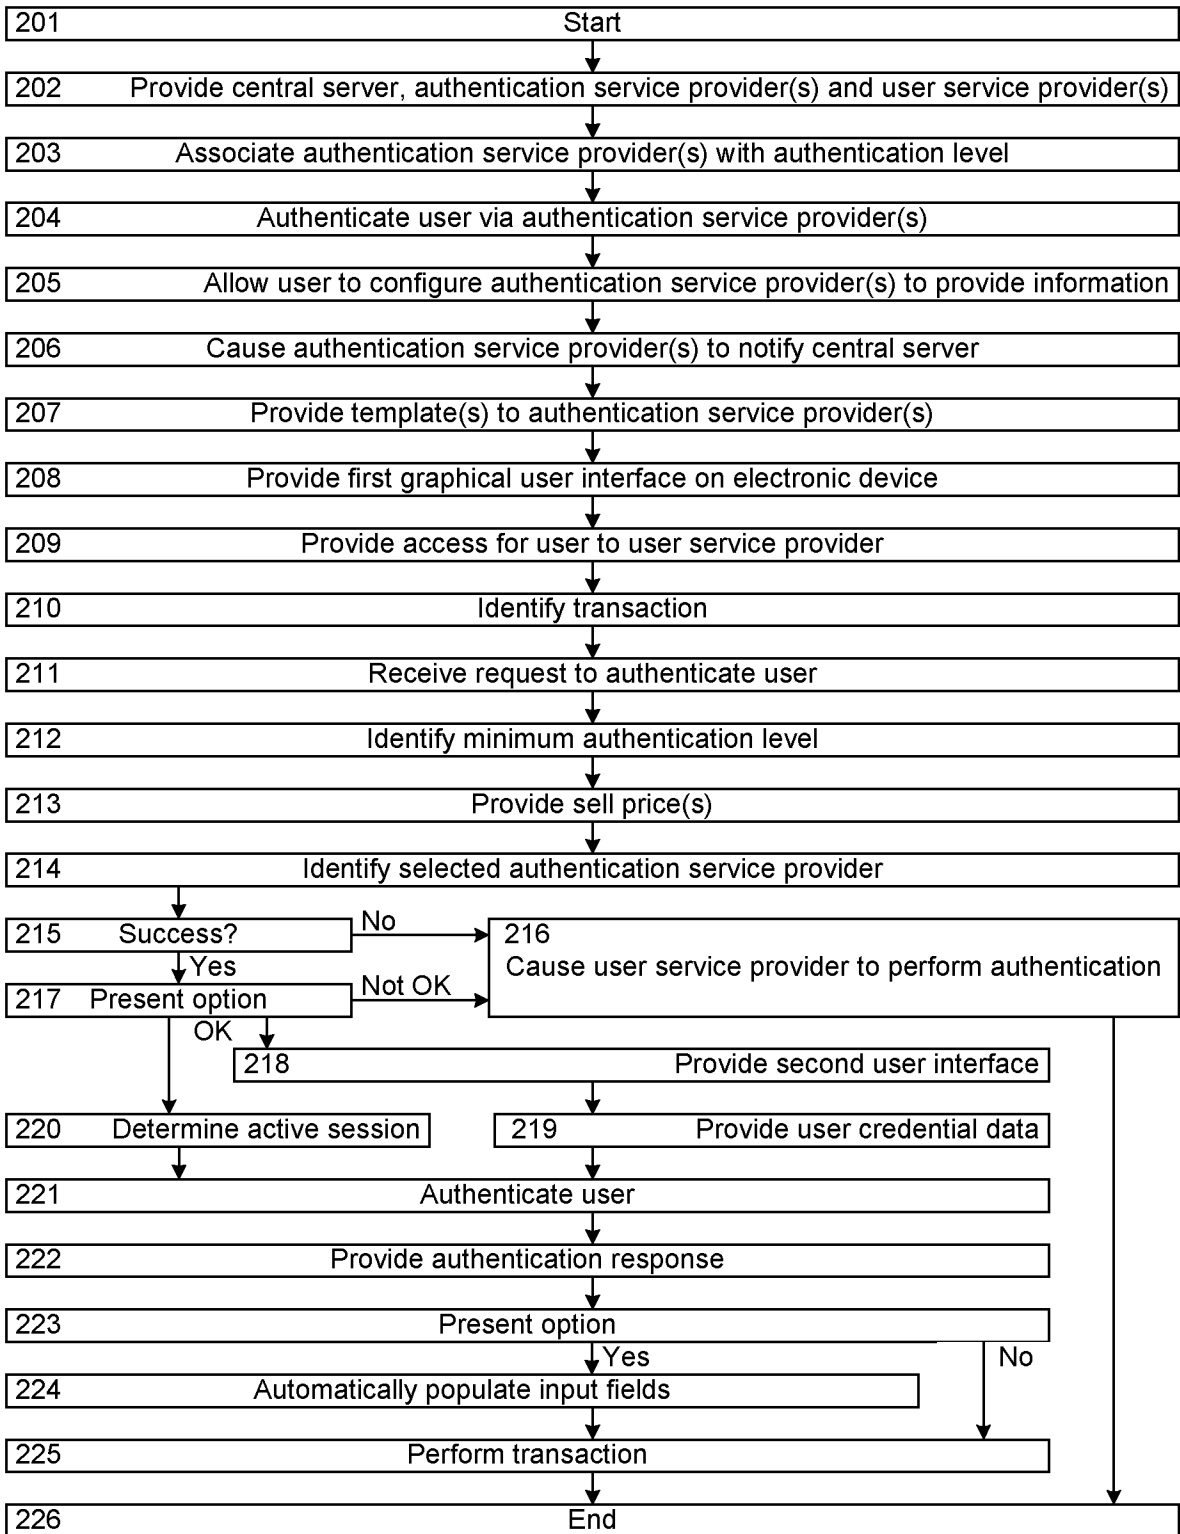 201 Start
202 Provide central server, authentication service provider(s) and user service provider(s)
203 Associate authentication service provider(s) with authentication level
204 Authenticate user via authentication service provider(s)
205 Allow user to configure authentication service provider(s) to provide information
206 Cause authentication service provider(s) to notify central server
207 Provide template(s) to authentication service provider(s)
208 Provide first graphical user interface on electronic device
209 Provide access for user to user service provider
210 Identify transaction
211 Receive request to authenticate user
212 Identify minimum authentication level
213 Provide sell price(s)
214 Identify selected authentication service provider
215 Success?
No
216
Cause user service provider to perform authentication
Yes
217 Present option
Not OK
OK
218 Provide second user interface
220 Determine active session
219 Provide user credential data
221 Authenticate user
222 Provide authentication response
223 Present option
Yes
No
224 Automatically populate input fields
225 Perform transaction
226 End